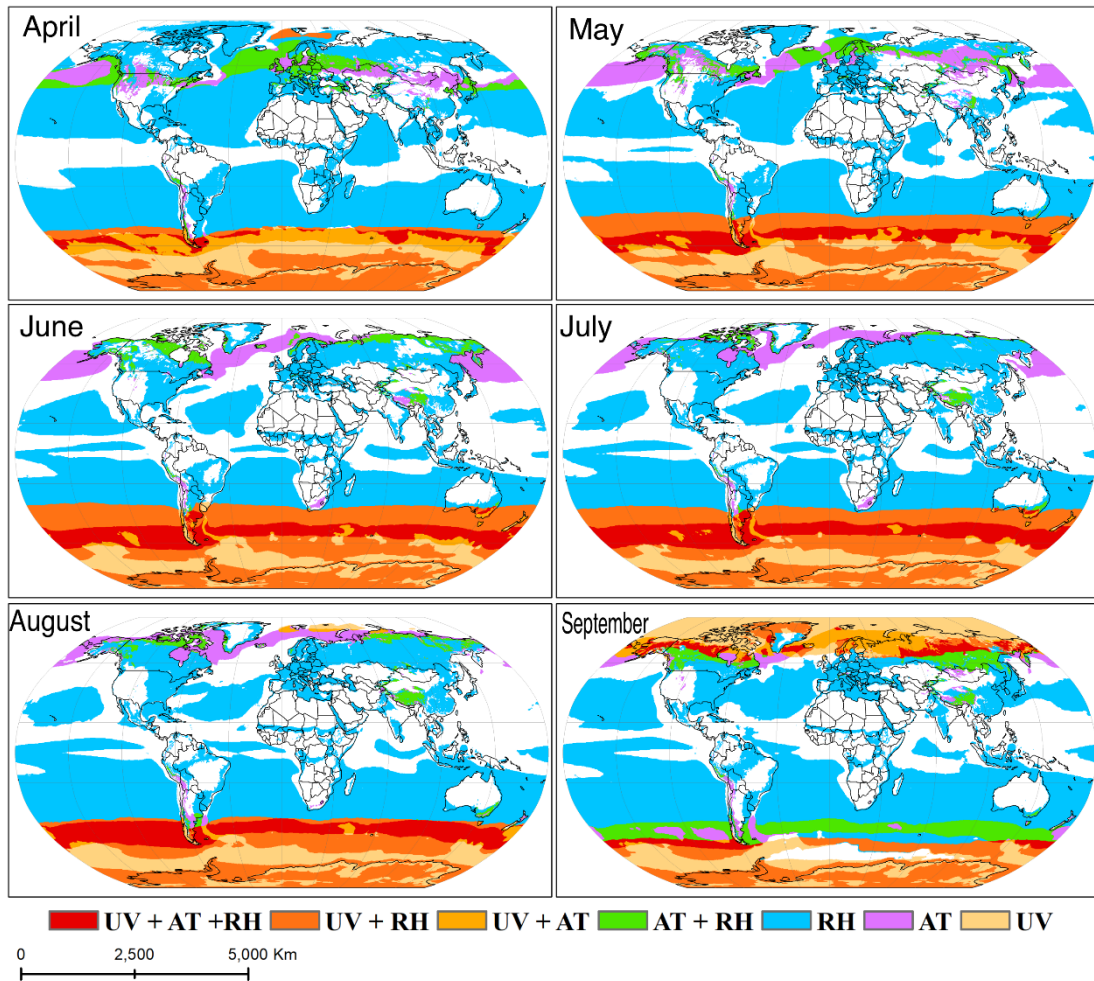 April
May
June
July
August
September
UV + AT +RH UV + RH UV + AT AT + RH RH AT UV
0 2,500 5,000 Km